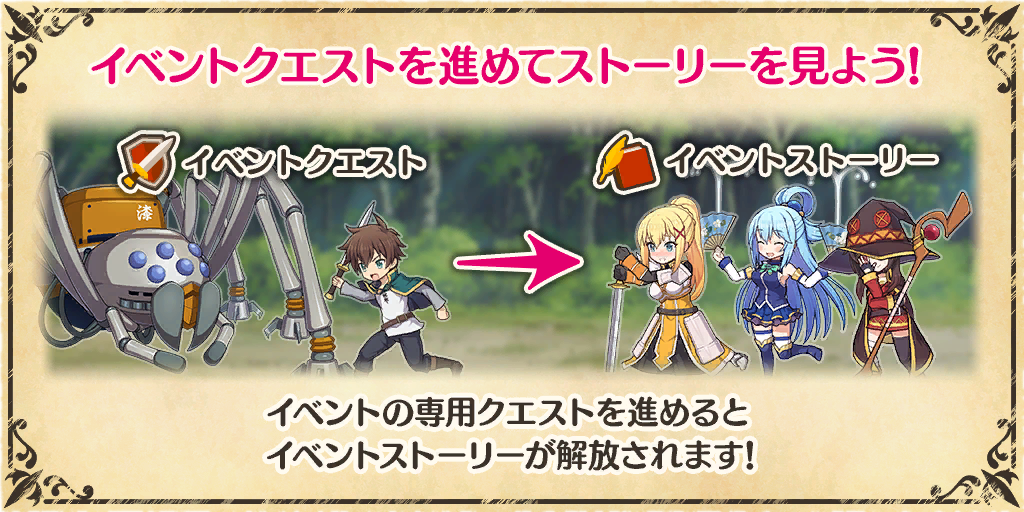 イベントクエストを進めてストーリーを見よう!
イベントクエスト
イベントストーリー
漆
イベントの専用クエストを進めると
イベントストーリーが解放されます!